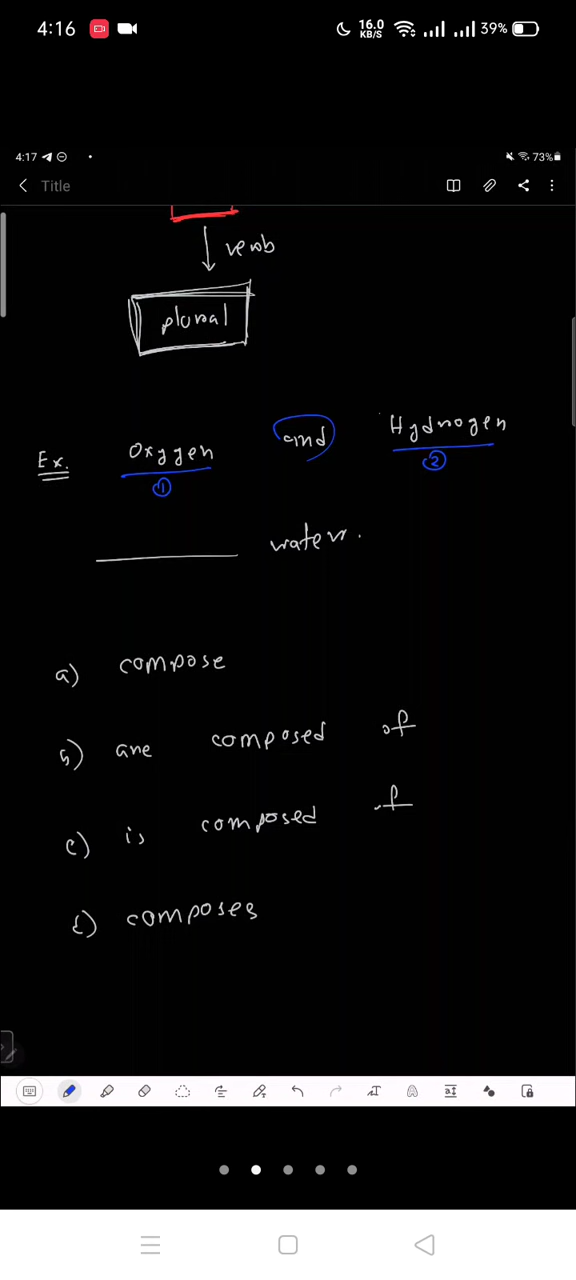 4:16
16.0 KB/S
39%
4:17
73%
Title
verb
plural
Ex. Oxygen and Hydrogen
① ②
water.
a) compose
b) are composed of
c) is composed of
d) composes